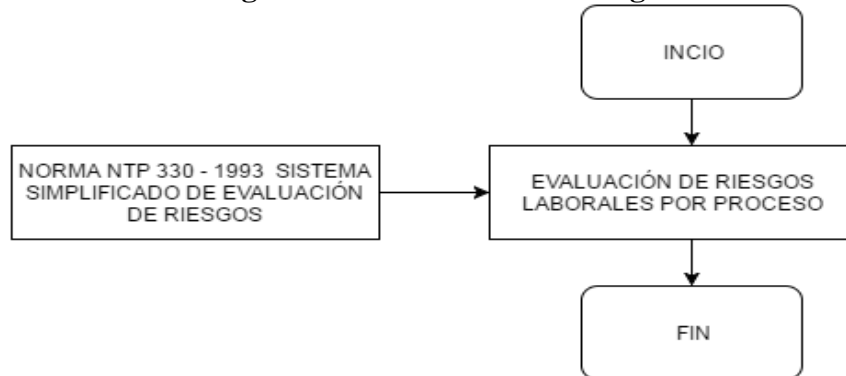 INCIO
NORMA NTP 330 - 1993 SISTEMA
SIMPLIFICADO DE EVALUACIÓN
DE RIESGOS
EVALUACIÓN DE RIESGOS
LABORALES POR PROCESO
FIN